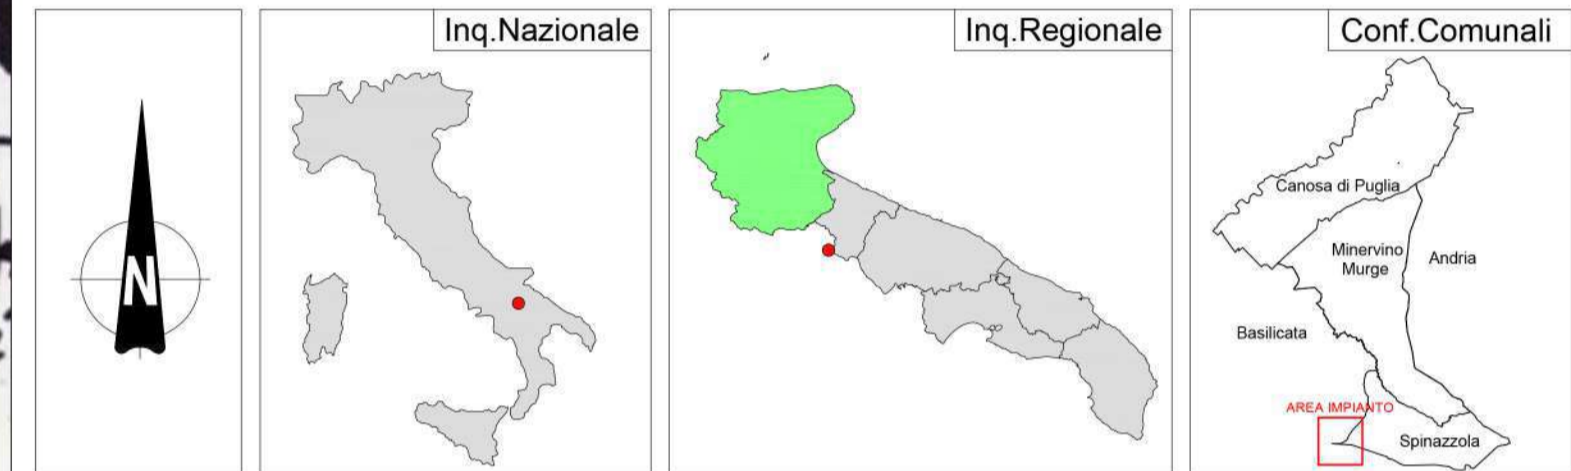 N
Inq.Nazionale
Inq.Regionale
Conf.Comunali
Canosa di Puglia
Minervino
Murge
Andria
Basilicata
AREA IMPIANTO
Spinazzola